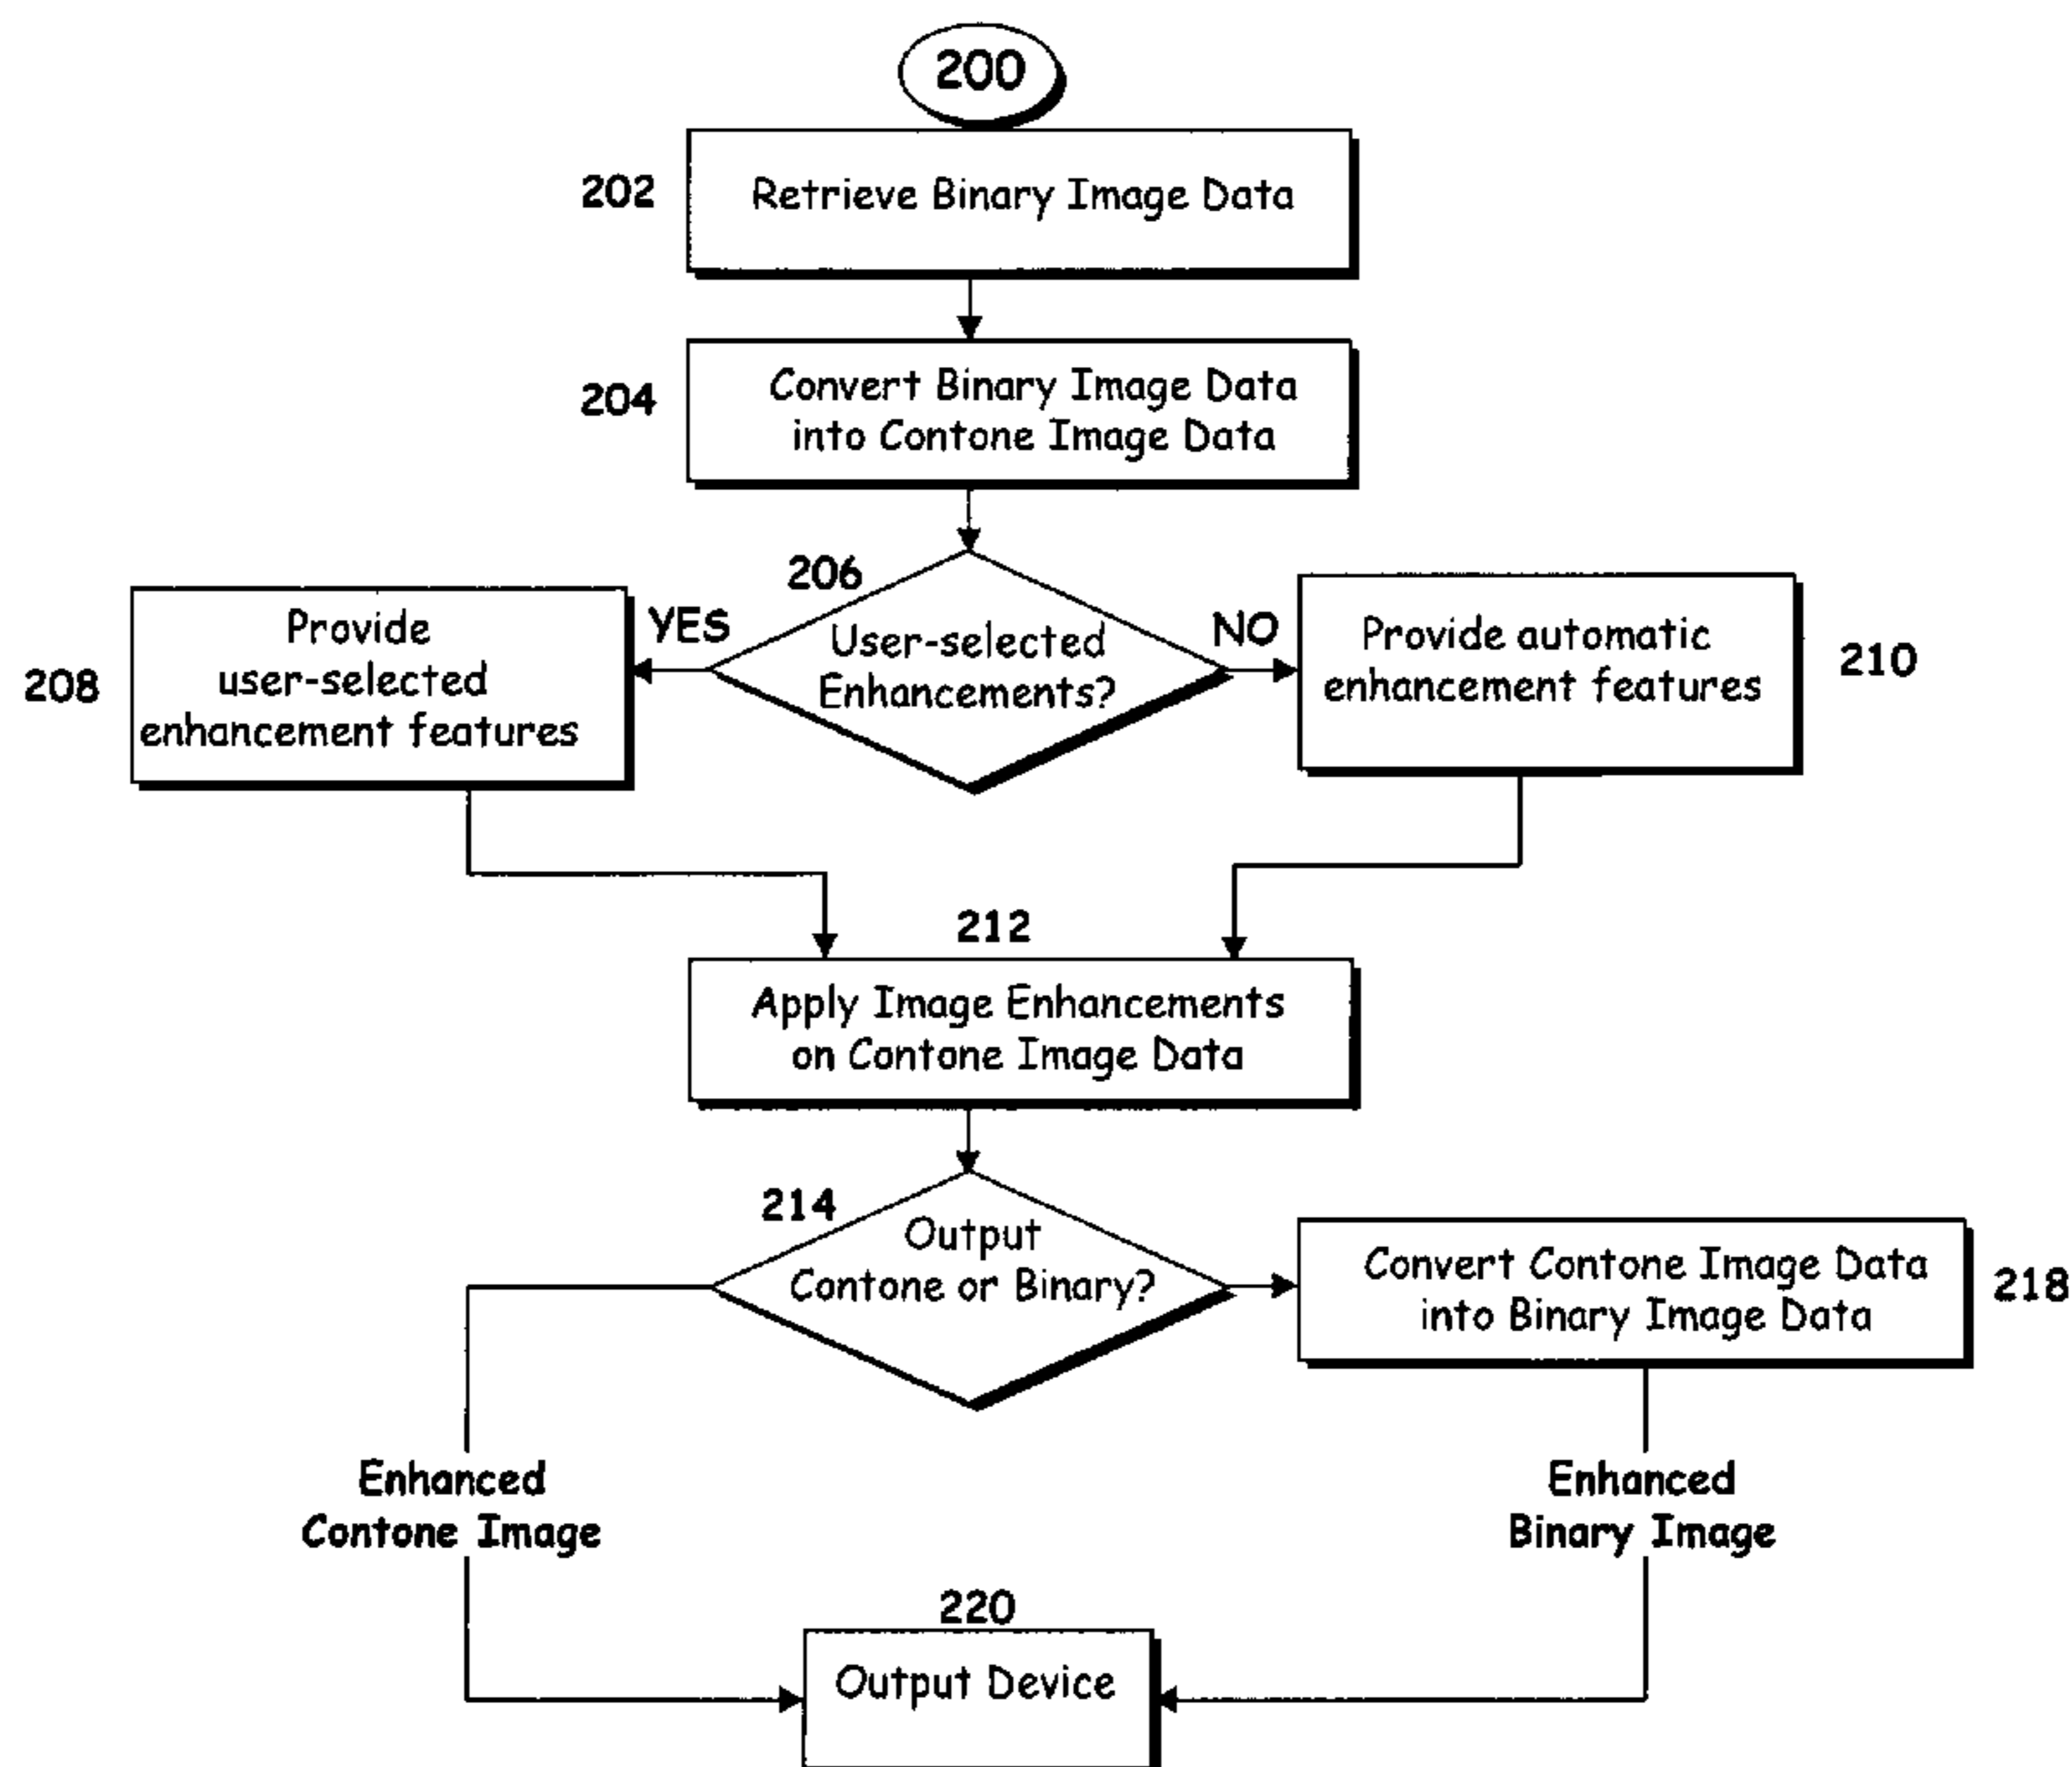 200
202
Retrieve Binary Image Data
204
Convert Binary Image Data
into Contone Image Data
206
User-selected
Enhancements?
YES
NO
208
Provide
user-selected
enhancement features
Provide automatic
enhancement features
210
212
Apply Image Enhancements
on Contone Image Data
214
Output
Contone or Binary?
Convert Contone Image Data
into Binary Image Data
218
Enhanced
Contone Image
Enhanced
Binary Image
220
Output Device